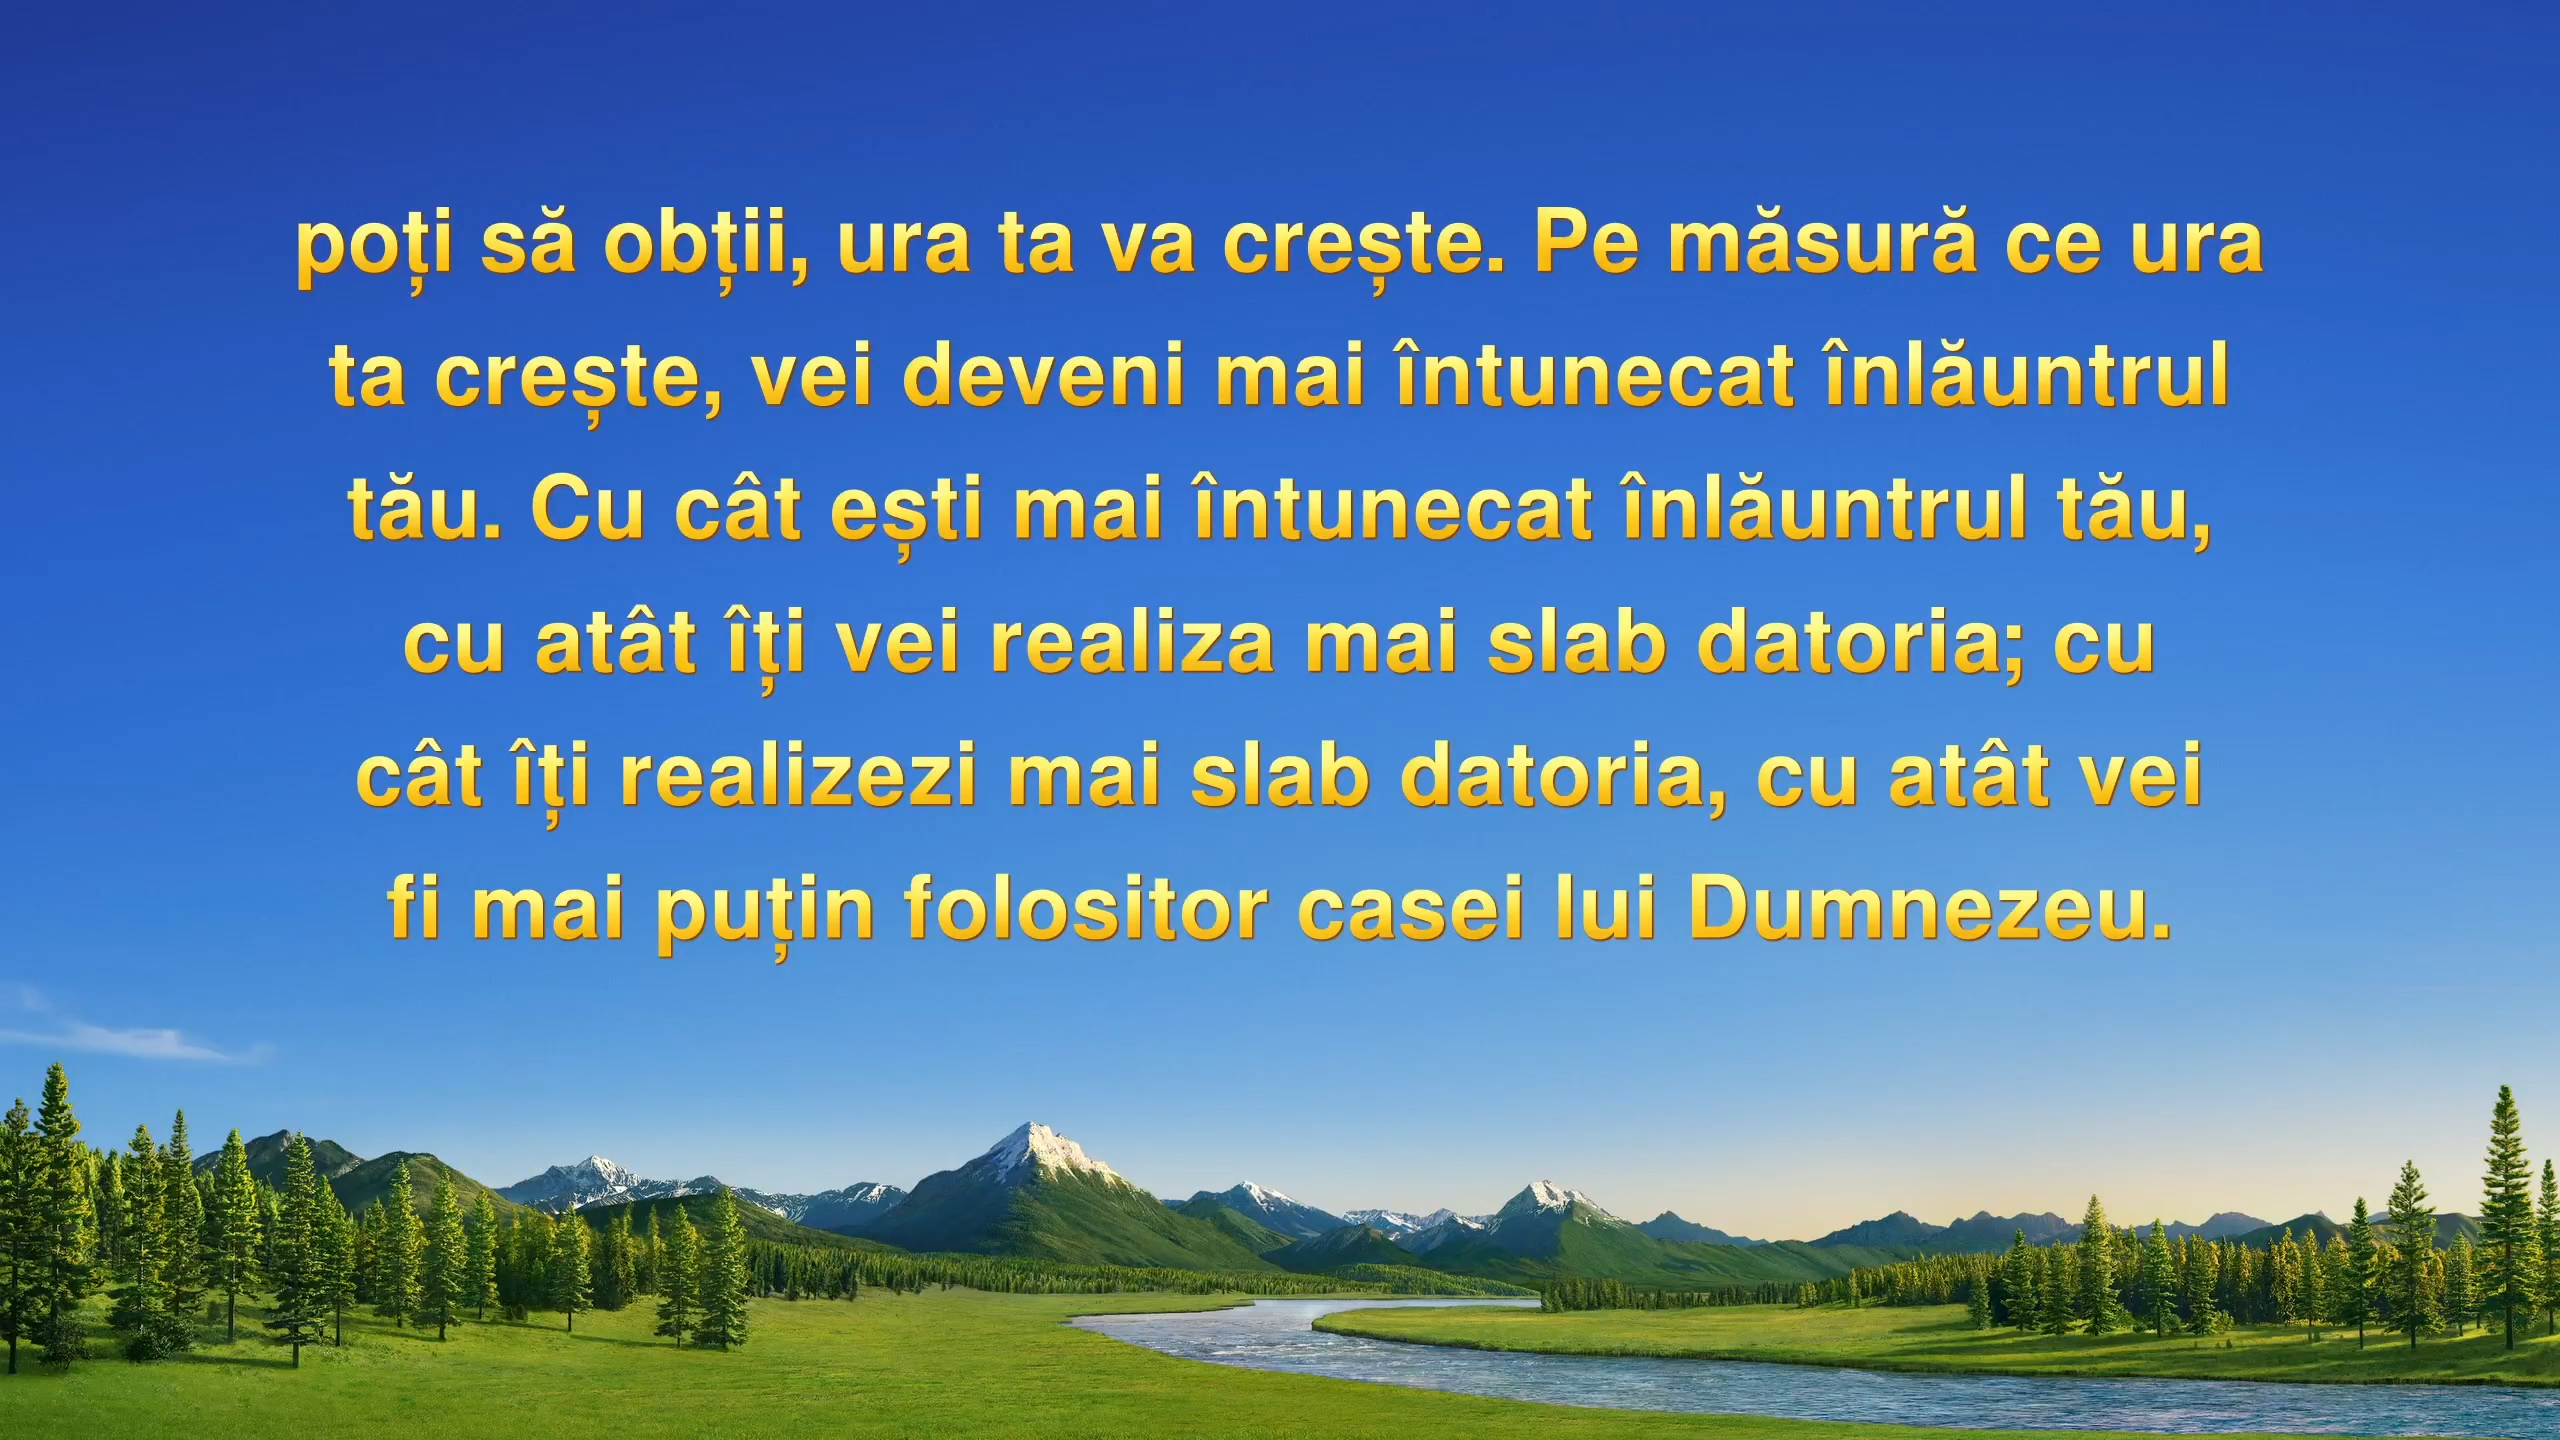 poți să obții, ura ta va crește. Pe măsură ce ura
ta crește, vei deveni mai întunecat înlăuntrul
tău. Cu cât ești mai întunecat înlăuntrul tău,
cu atât îți vei realiza mai slab datoria; cu
cât îți realizezi mai slab datoria, cu atât vei
fi mai puțin folositor casei lui Dumnezeu.